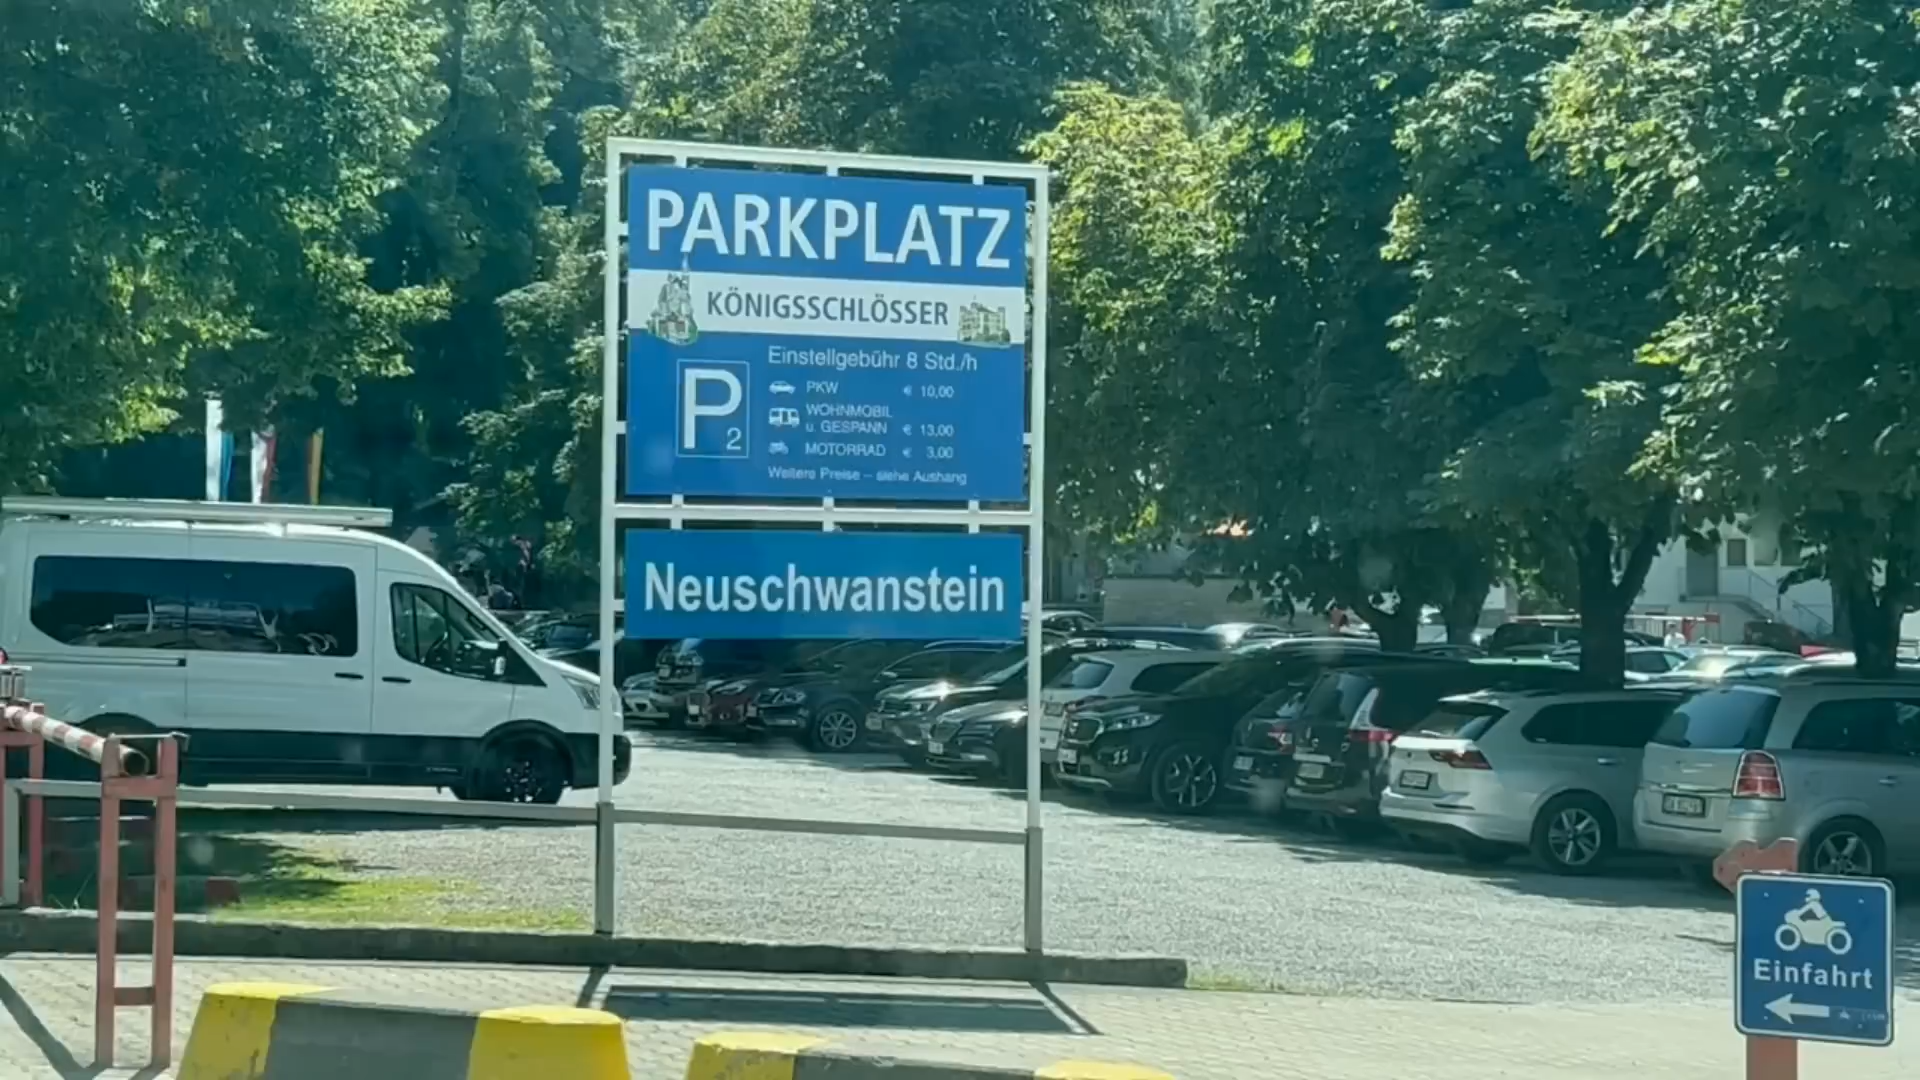 PARKPLATZ
KÖNIGSSCHLÖSSER
Einstellgebühr 8 Std./h
P2
PKW € 10,00
WOHNMOBIL
u. GESPANN € 13,00
MOTORRAD € 3,00
Weitere Preise – siehe Aushang
Neuschwanstein
Einfahrt